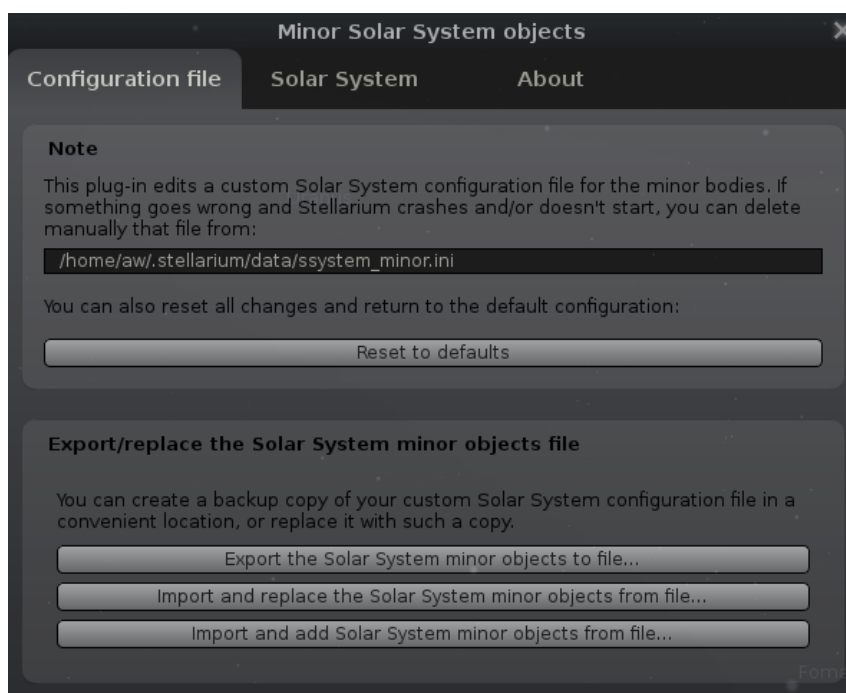 Minor Solar System objects
Configuration file Solar System About
Note
This plug-in edits a custom Solar System configuration file for the minor bodies. If
something goes wrong and Stellarium crashes and/or doesn't start, you can delete
manually that file from:
/home/aw/.stellarium/data/ssystem_minor.ini
You can also reset all changes and return to the default configuration:
Reset to defaults
Export/replace the Solar System minor objects file
You can create a backup copy of your custom Solar System configuration file in a
convenient location, or replace it with such a copy.
Export the Solar System minor objects to file...
Import and replace the Solar System minor objects from file...
Import and add Solar System minor objects from file...
Foma